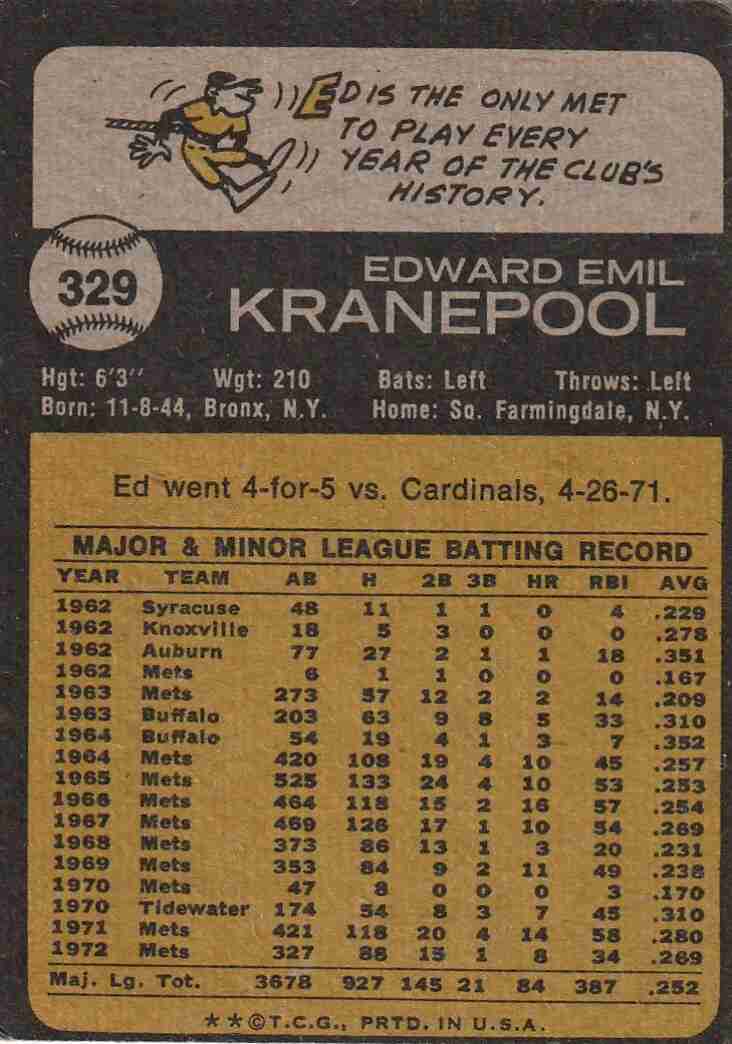 ED IS THE ONLY MET
TO PLAY EVERY
YEAR OF THE CLUB'S
HISTORY.
329
EDWARD EMIL
KRANEPOOL
Hgt: 6'3" Wgt: 210 Bats: Left Throws: Left
Born: 11-8-44, Bronx, N.Y. Home: So. Farmingdale, N.Y.
Ed went 4-for-5 vs. Cardinals, 4-26-71.
MAJOR & MINOR LEAGUE BATTING RECORD
YEAR TEAM AB H 2B 3B HR RBI AVG
1962 Syracuse 48 11 1 1 0 4 .229
1962 Knoxville 18 5 3 0 0 0 .278
1962 Auburn 77 27 2 1 1 18 .351
1962 Mets 6 1 1 0 0 0 .167
1963 Mets 273 57 12 2 2 14 .209
1963 Buffalo 203 63 9 8 5 33 .310
1964 Buffalo 54 19 4 1 3 7 .352
1964 Mets 420 108 19 4 10 45 .257
1965 Mets 525 133 24 4 10 53 .253
1966 Mets 464 118 15 2 16 57 .254
1967 Mets 469 126 17 1 10 54 .269
1968 Mets 373 86 13 1 3 20 .231
1969 Mets 353 84 9 2 11 49 .238
1970 Mets 47 8 0 0 0 3 .170
1970 Tidewater 174 54 8 3 7 45 .310
1971 Mets 421 118 20 4 14 58 .280
1972 Mets 327 88 15 1 8 34 .269
Maj. Lg. Tot. 3678 927 145 21 84 387 .252
* * © T.C.G., PRTD. IN U.S.A.